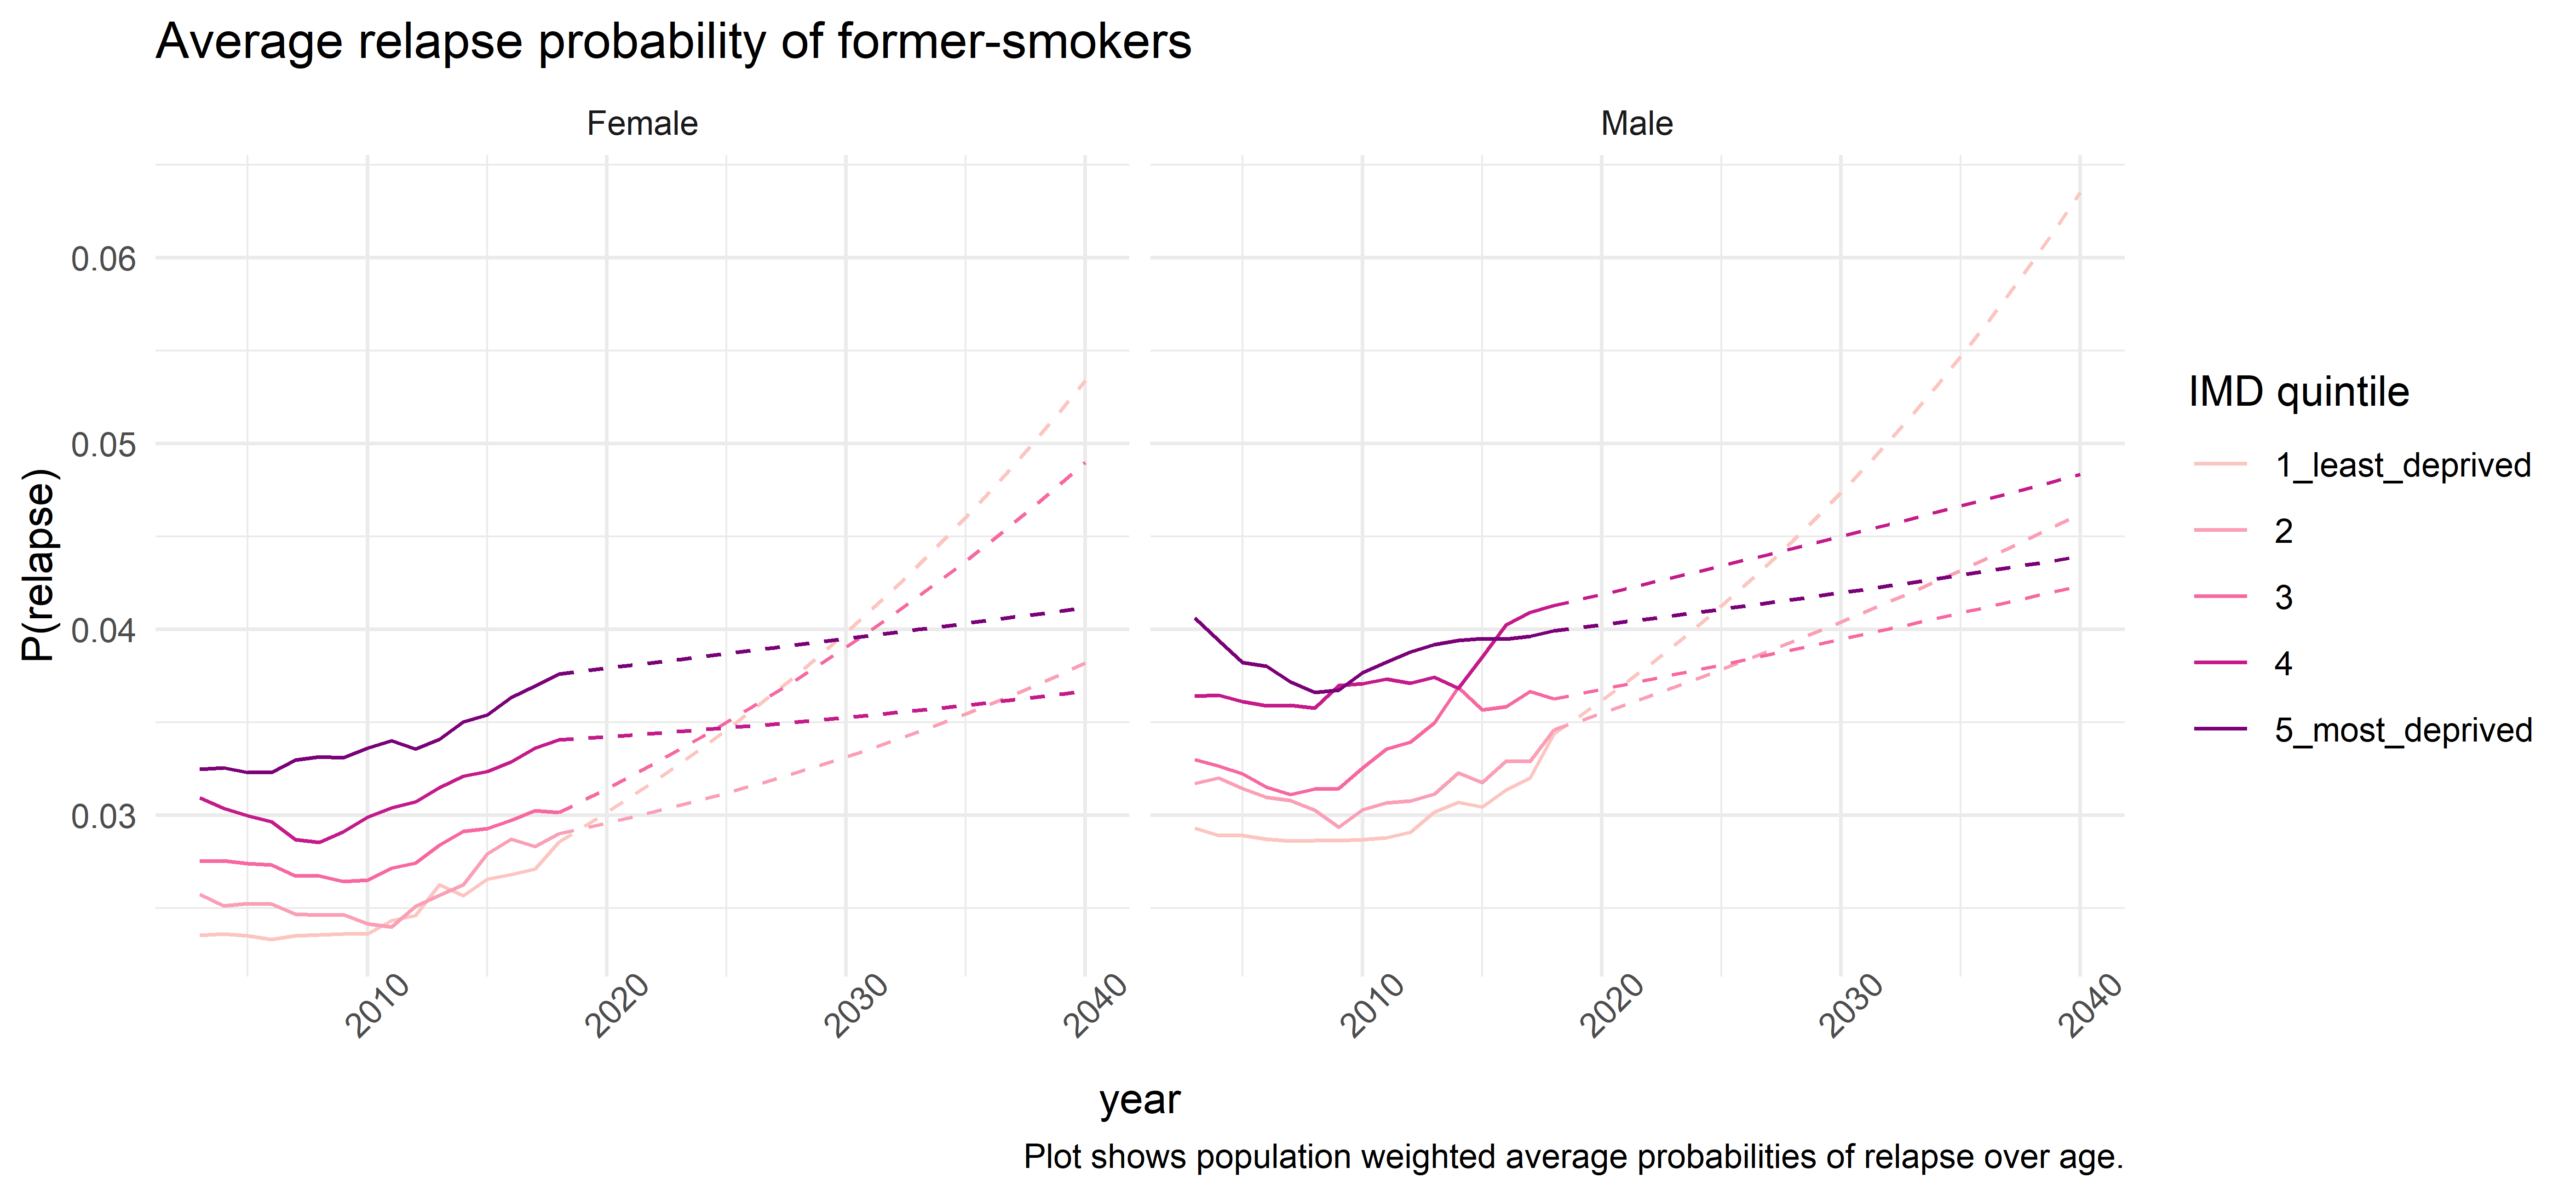 Average relapse probability of former-smokers
Female
Male
P(relapse)
0.06
0.05
0.04
0.03
2010
2020
2030
2040
2010
2020
2030
2040
year
IMD quintile
1_least_deprived
2
3
4
5_most_deprived
Plot shows population weighted average probabilities of relapse over age.